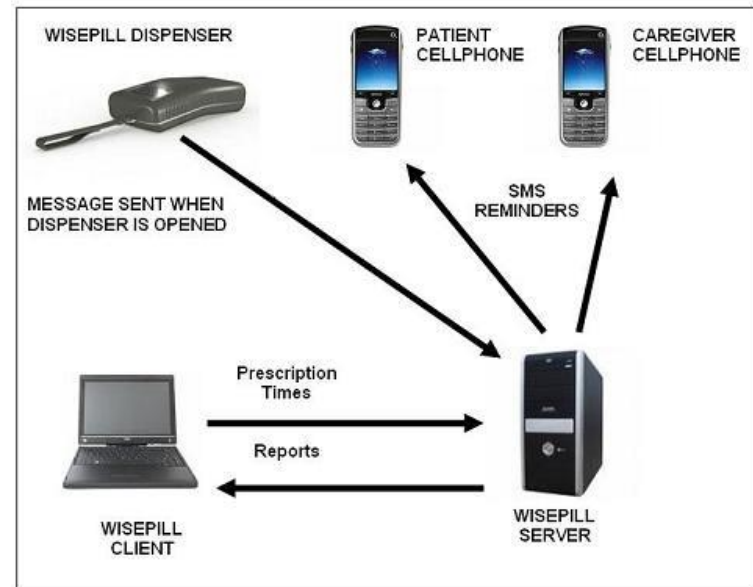 WISEPILL DISPENSER
PATIENT
CELLPHONE
CAREGIVER
CELLPHONE
MESSAGE SENT WHEN
DISPENSER IS OPENED
SMS
REMINDERS
Prescription
Times
Reports
WISEPILL
CLIENT
WISEPILL
SERVER